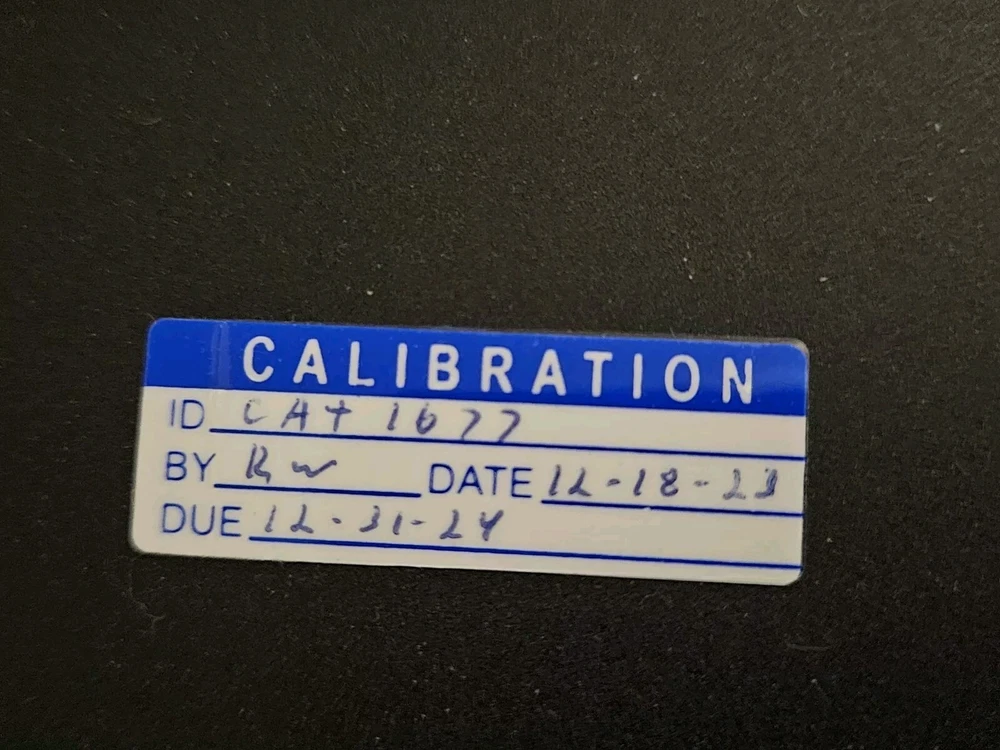 CALIBRATION
ID CAT 1677
BY RW DATE 12-18-23
DUE 12-31-24